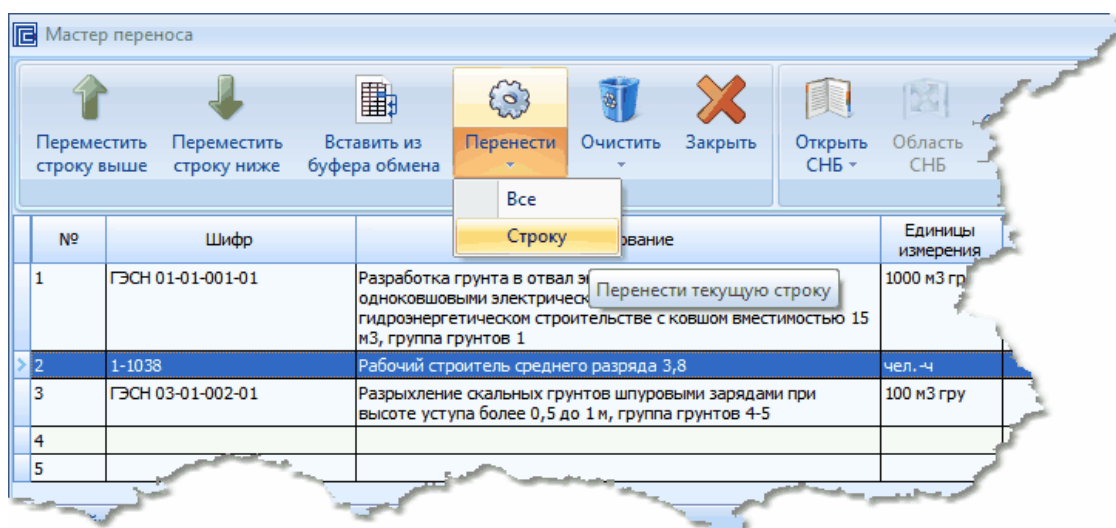 Мастер переноса
Переместить строку выше
Переместить строку ниже
Вставить из буфера обмена
Перенести
Очистить
Закрыть
Открыть СНБ
Область СНБ
Все
Строку
Перенести текущую строку
№ Шифр ование Единицы измерения
1 ГЭСН 01-01-001-01 Разработка грунта в отвал э 1000 м3 гр
одноковшовыми электрическ
гидроэнергетическом строительстве с ковшом вместимостью 15
м3, группа грунтов 1
2 1-1038 Рабочий строитель среднего разряда 3,8 чел.-ч
3 ГЭСН 03-01-002-01 Разрыхление скальных грунтов шпуровыми зарядами при 100 м3 гру
высоте уступа более 0,5 до 1 м, группа грунтов 4-5
4
5